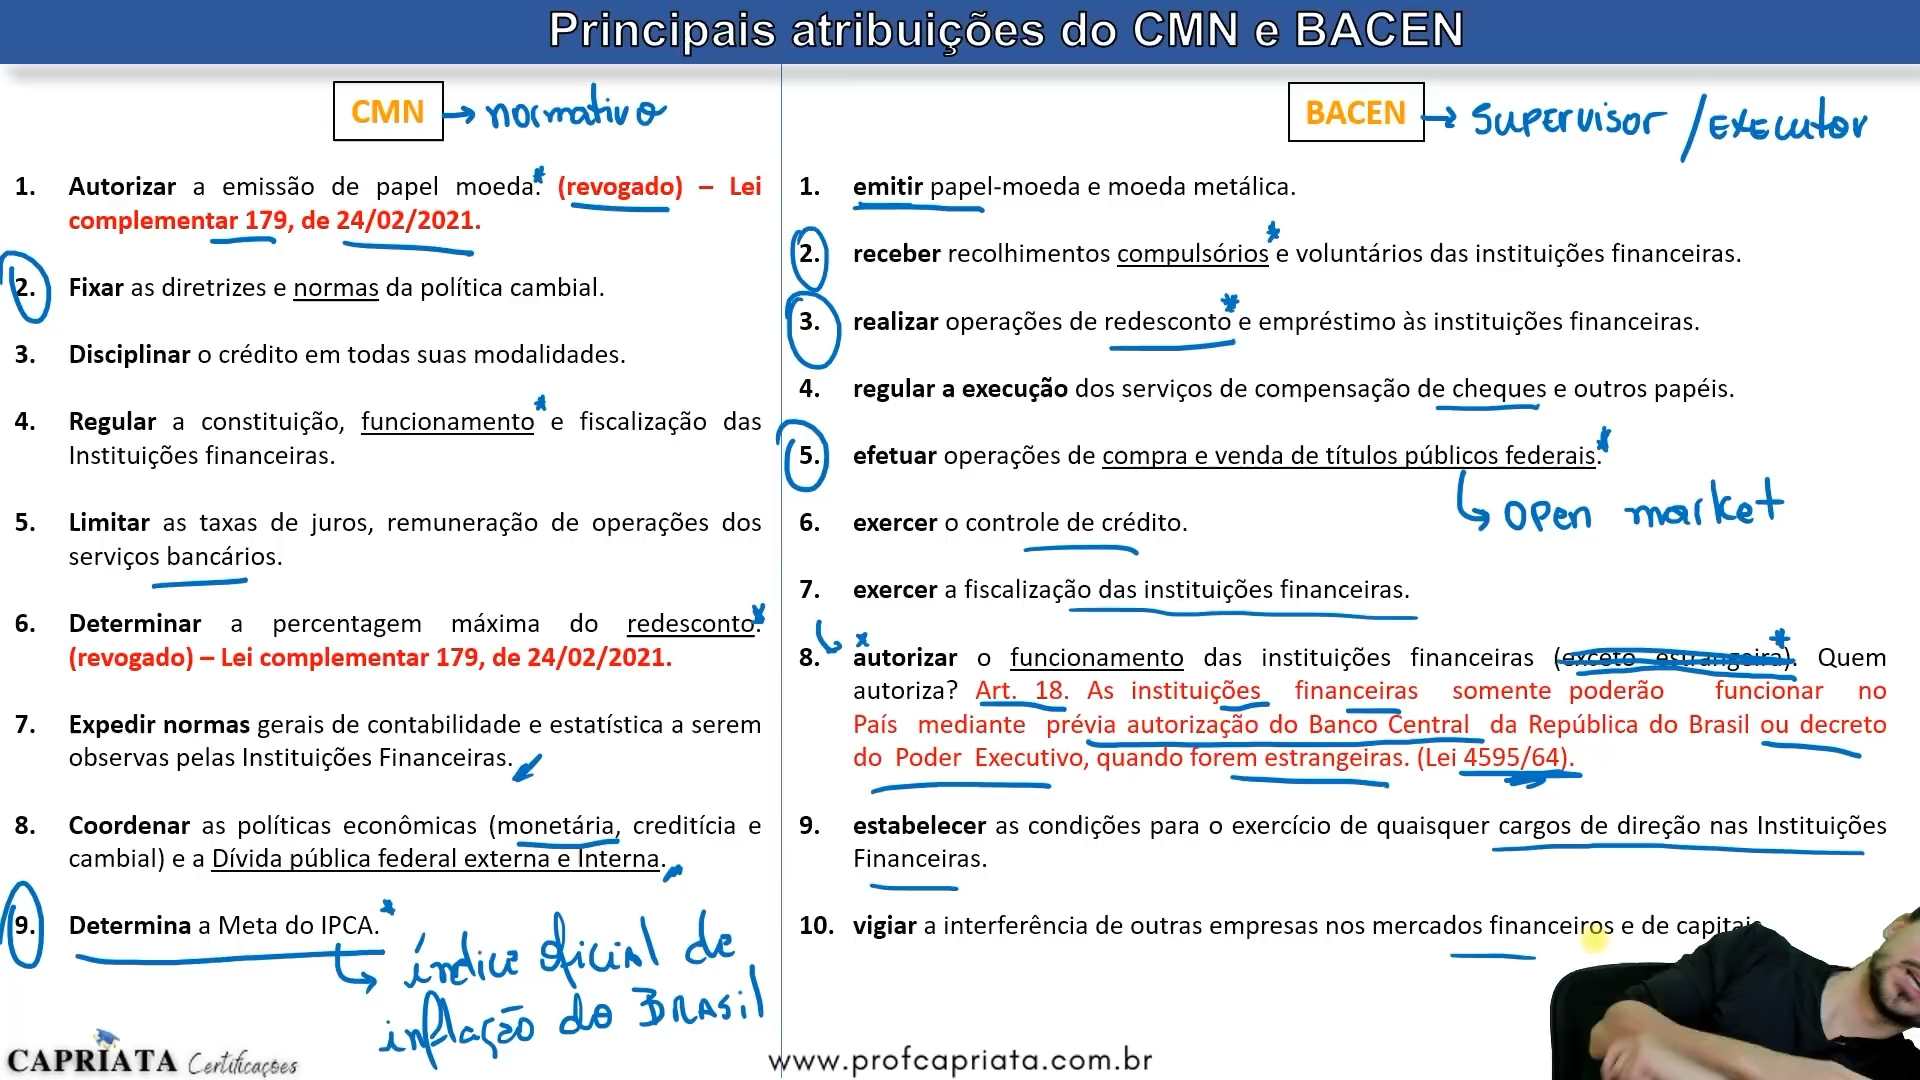 Principais atribuições do CMN e BACEN
CMN → normativo
1. Autorizar a emissão de papel moeda. (revogado) – Lei
complementar 179, de 24/02/2021.
2. Fixar as diretrizes e normas da política cambial.
3. Disciplinar o crédito em todas suas modalidades.
4. Regular a constituição, funcionamento e fiscalização das
Instituições financeiras.
5. Limitar as taxas de juros, remuneração de operações dos
serviços bancários.
6. Determinar a percentagem máxima do redesconto.
(revogado) – Lei complementar 179, de 24/02/2021.
7. Expedir normas gerais de contabilidade e estatística a serem
observas pelas Instituições Financeiras.
8. Coordenar as políticas econômicas (monetária, creditícia e
cambial) e a Dívida pública federal externa e Interna.
9. Determina a Meta do IPCA.
índice oficial de
inflação do BRASIL
BACEN → SUPERVISOR / EXECUTOR
1. emitir papel-moeda e moeda metálica.
2. receber recolhimentos compulsórios e voluntários das instituições financeiras.
3. realizar operações de redesconto e empréstimo às instituições financeiras.
4. regular a execução dos serviços de compensação de cheques e outros papéis.
5. efetuar operações de compra e venda de títulos públicos federais.
open market
6. exercer o controle de crédito.
7. exercer a fiscalização das instituições financeiras.
8. autorizar o funcionamento das instituições financeiras (exceto estrangeira). Quem
autoriza? Art. 18. As instituições financeiras somente poderão funcionar no
País mediante prévia autorização do Banco Central da República do Brasil ou decreto
do Poder Executivo, quando forem estrangeiras. (Lei 4595/64).
9. estabelecer as condições para o exercício de quaisquer cargos de direção nas Instituições
Financeiras.
10. vigiar a interferência de outras empresas nos mercados financeiros e de capitais
CAPRIATA Certificações
www.profcapriata.com.br